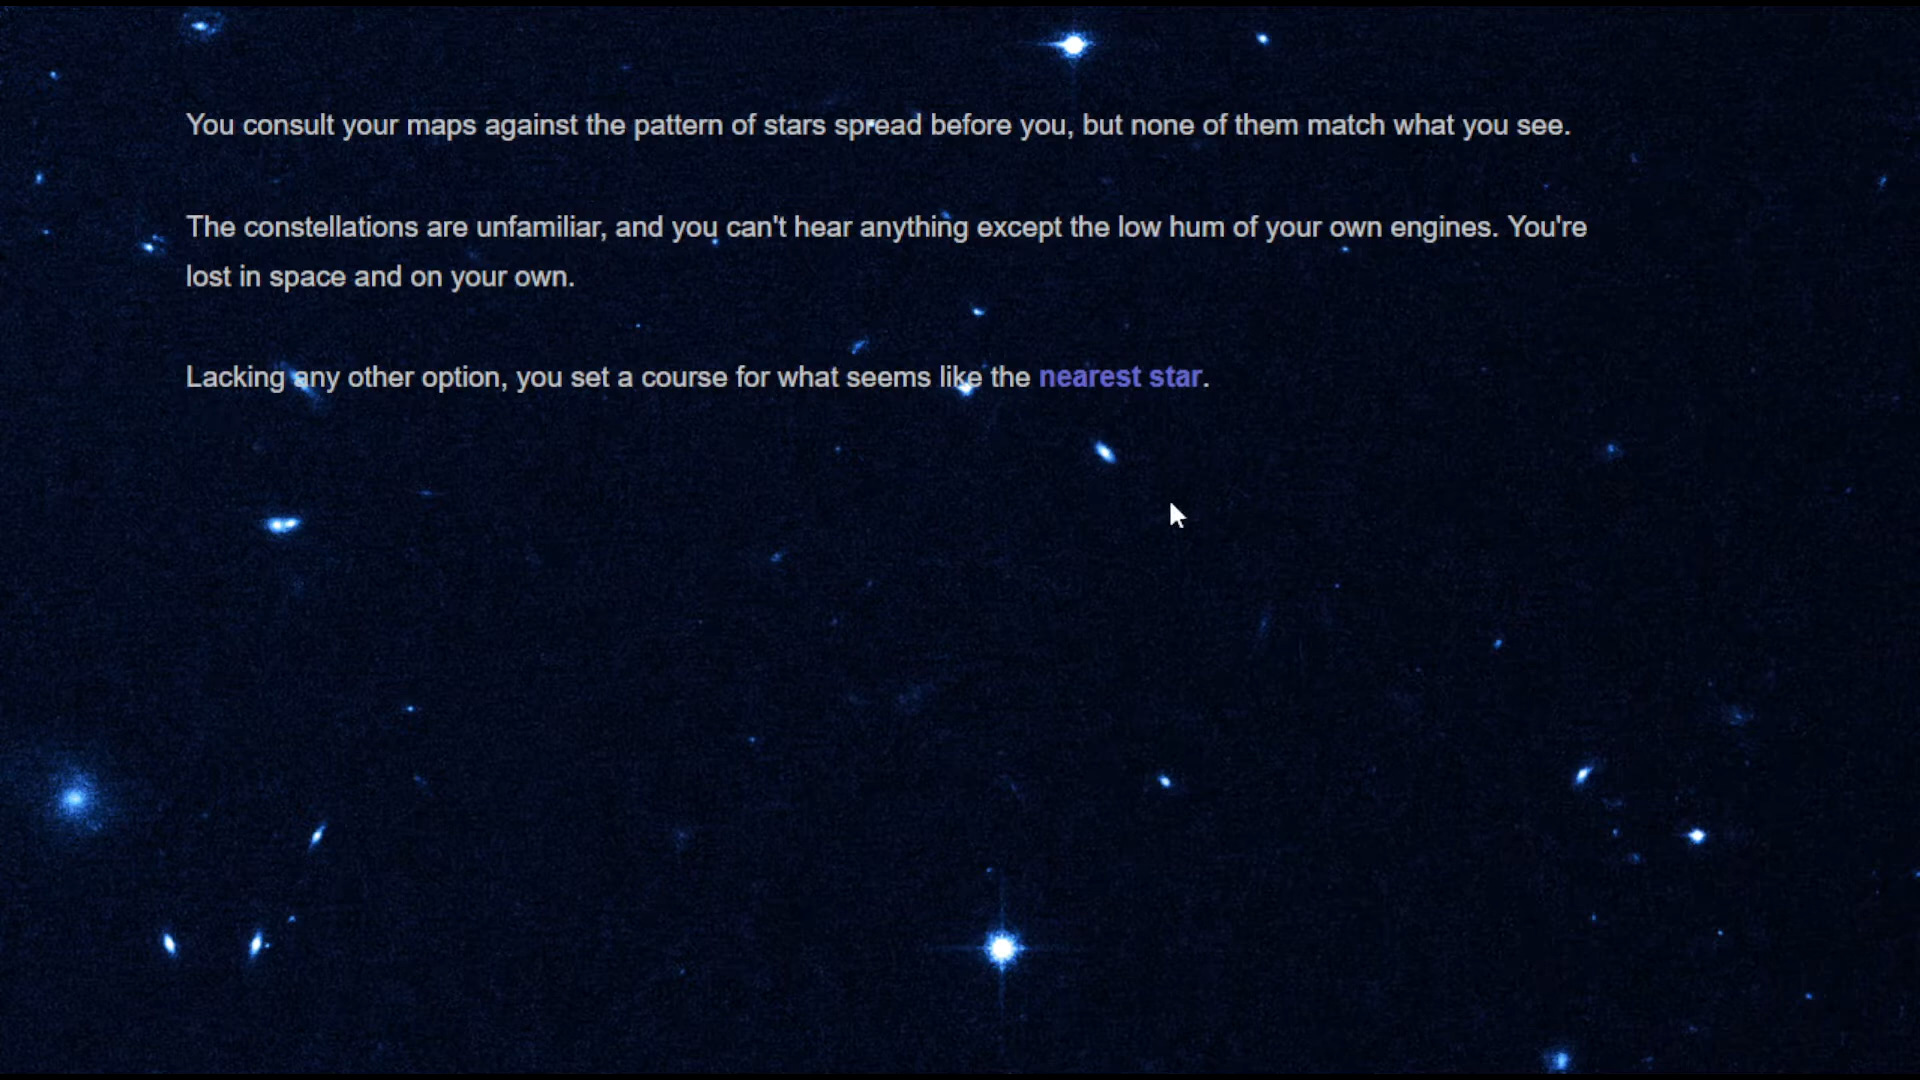 You consult your maps against the pattern of stars spread before you, but none of them match what you see.
The constellations are unfamiliar, and you can't hear anything except the low hum of your own engines. You're
lost in space and on your own.
Lacking any other option, you set a course for what seems like the nearest star.